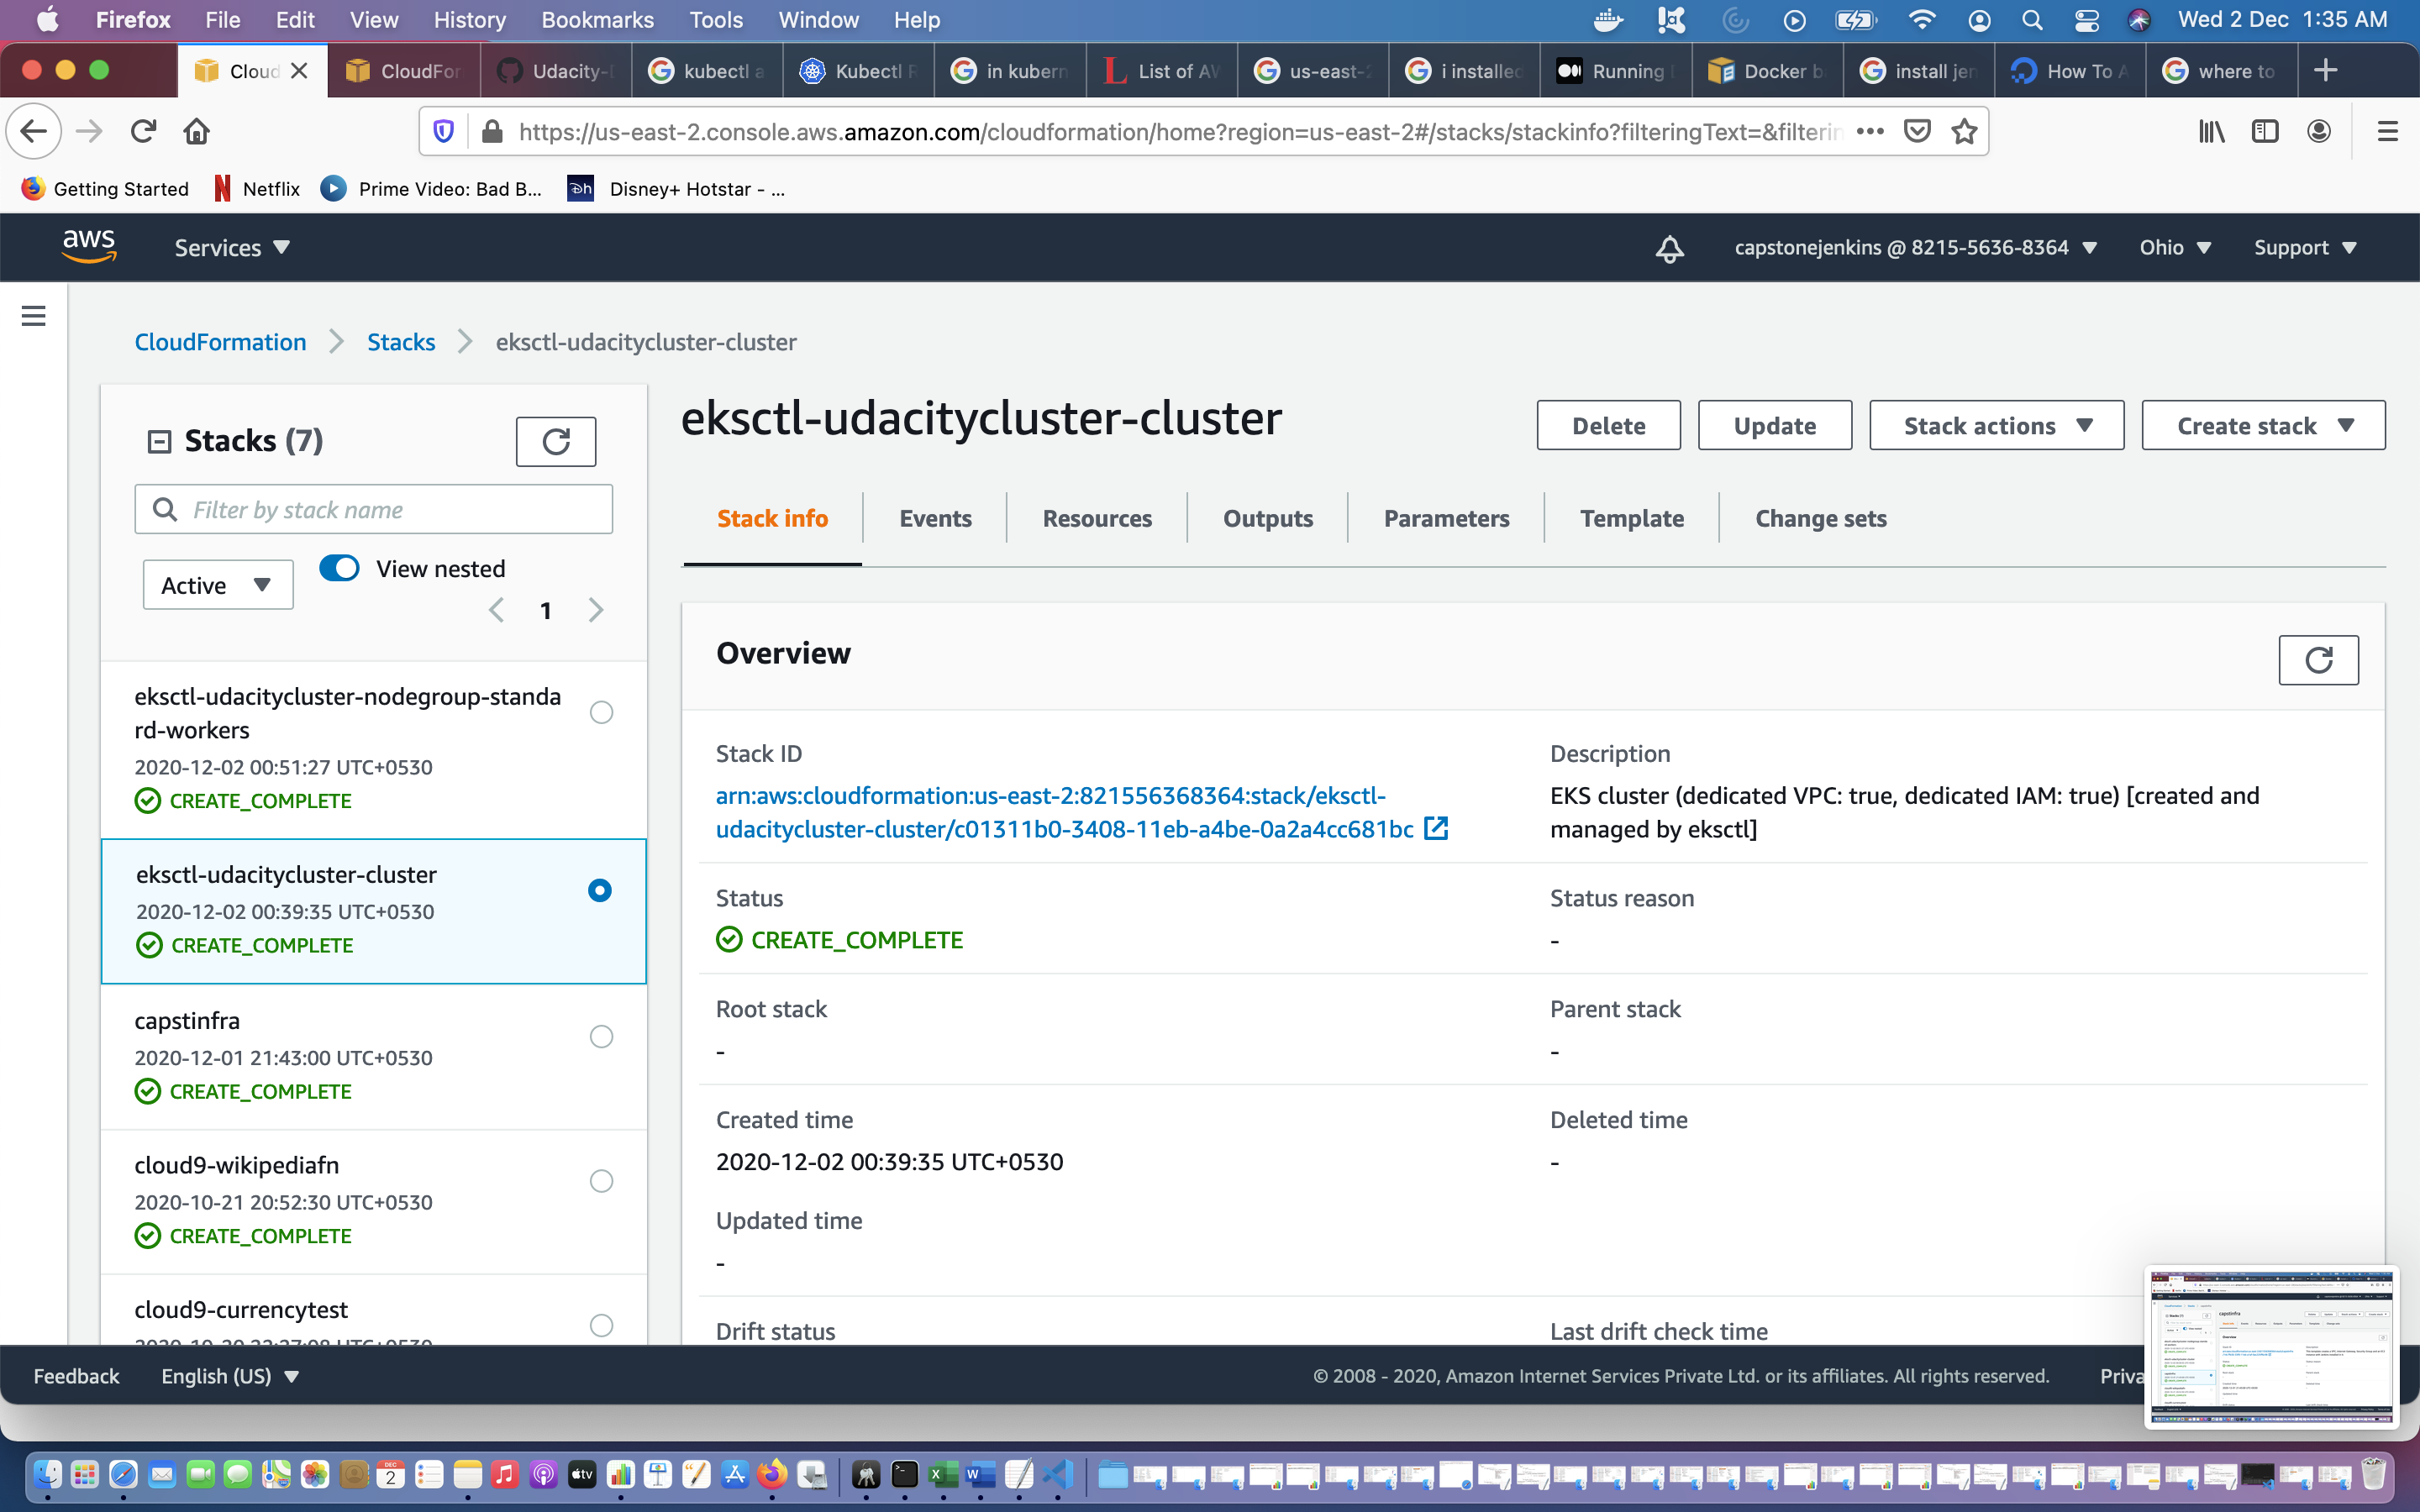 Firefox File Edit View History Bookmarks Tools Window Help
Wed 2 Dec 1:35 AM
Cloud CloudFor Udacity- kubectl a Kubectl R in kubern List of AW us-east-2 i installed Running Docker b install jen How To A where to
https://us-east-2.console.aws.amazon.com/cloudformation/home?region=us-east-2#/stacks/stackinfo?filteringText=&filterin
Getting Started Netflix Prime Video: Bad B... Disney+ Hotstar - ...
aws Services
capstonejenkins @ 8215-5636-8364 Ohio Support
CloudFormation Stacks eksctl-udacitycluster-cluster
Stacks (7)
Filter by stack name
Active
View nested
1
eksctl-udacitycluster-nodegroup-standa
rd-workers
2020-12-02 00:51:27 UTC+0530
CREATE_COMPLETE
eksctl-udacitycluster-cluster
2020-12-02 00:39:35 UTC+0530
CREATE_COMPLETE
capstinfra
2020-12-01 21:43:00 UTC+0530
CREATE_COMPLETE
cloud9-wikipediafn
2020-10-21 20:52:30 UTC+0530
CREATE_COMPLETE
cloud9-currencytest
eksctl-udacitycluster-cluster
Delete Update Stack actions Create stack
Stack info Events Resources Outputs Parameters Template Change sets
Overview
Stack ID
arn:aws:cloudformation:us-east-2:821556368364:stack/eksctl-
udacitycluster-cluster/c01311b0-3408-11eb-a4be-0a2a4cc681bc
Description
EKS cluster (dedicated VPC: true, dedicated IAM: true) [created and
managed by eksctl]
Status
CREATE_COMPLETE
Status reason
-
Root stack
-
Parent stack
-
Created time
2020-12-02 00:39:35 UTC+0530
Deleted time
-
Updated time
-
Drift status
Last drift check time
Feedback English (US)
© 2008 - 2020, Amazon Internet Services Private Ltd. or its affiliates. All rights reserved.
Priva